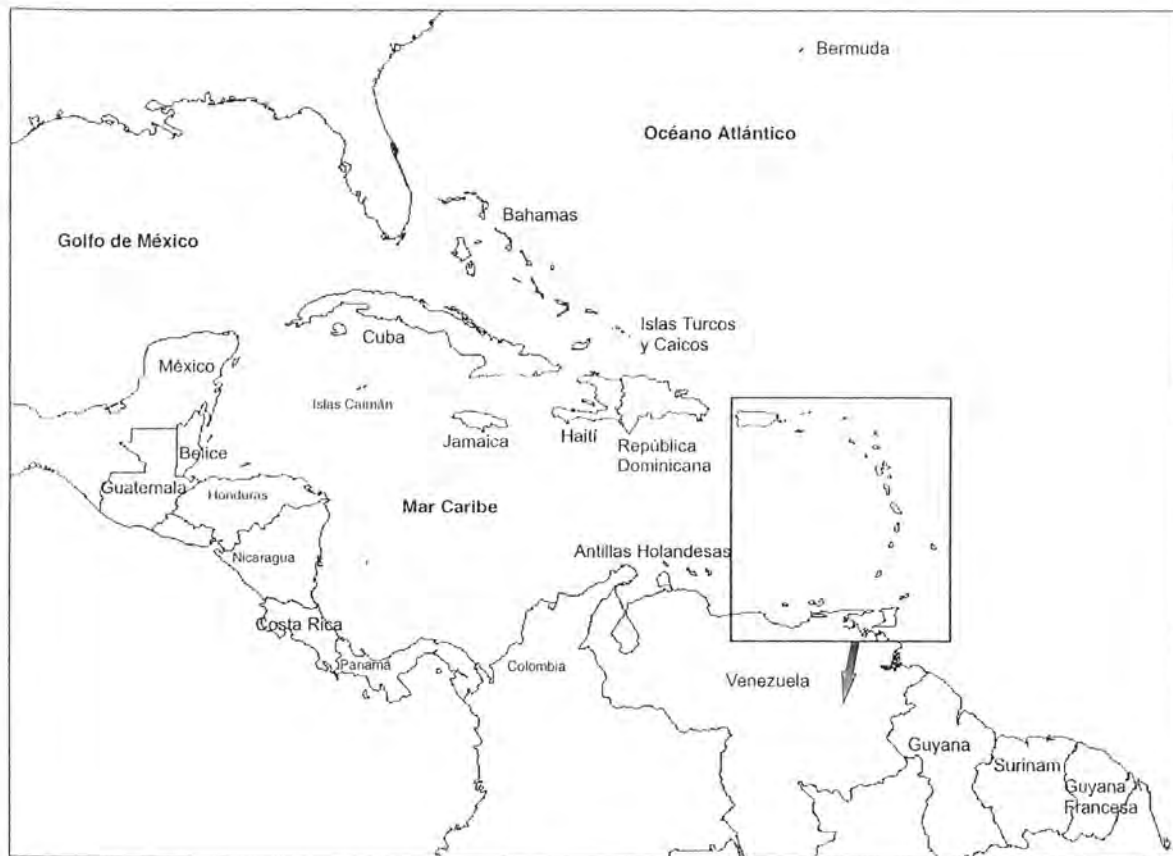 Bermuda
Océano Atlántico
Bahamas
Golfo de México
Islas Turcos
y Caicos
Cuba
México
Islas Caimán
Jamaica
Haití
República
Dominicana
Belice
Guatemala
Honduras
Mar Caribe
Antillas Holandesas
Nicaragua
Costa Rica
Panamá
Colombia
Venezuela
Guyana
Surinam
Guyana
Francesa